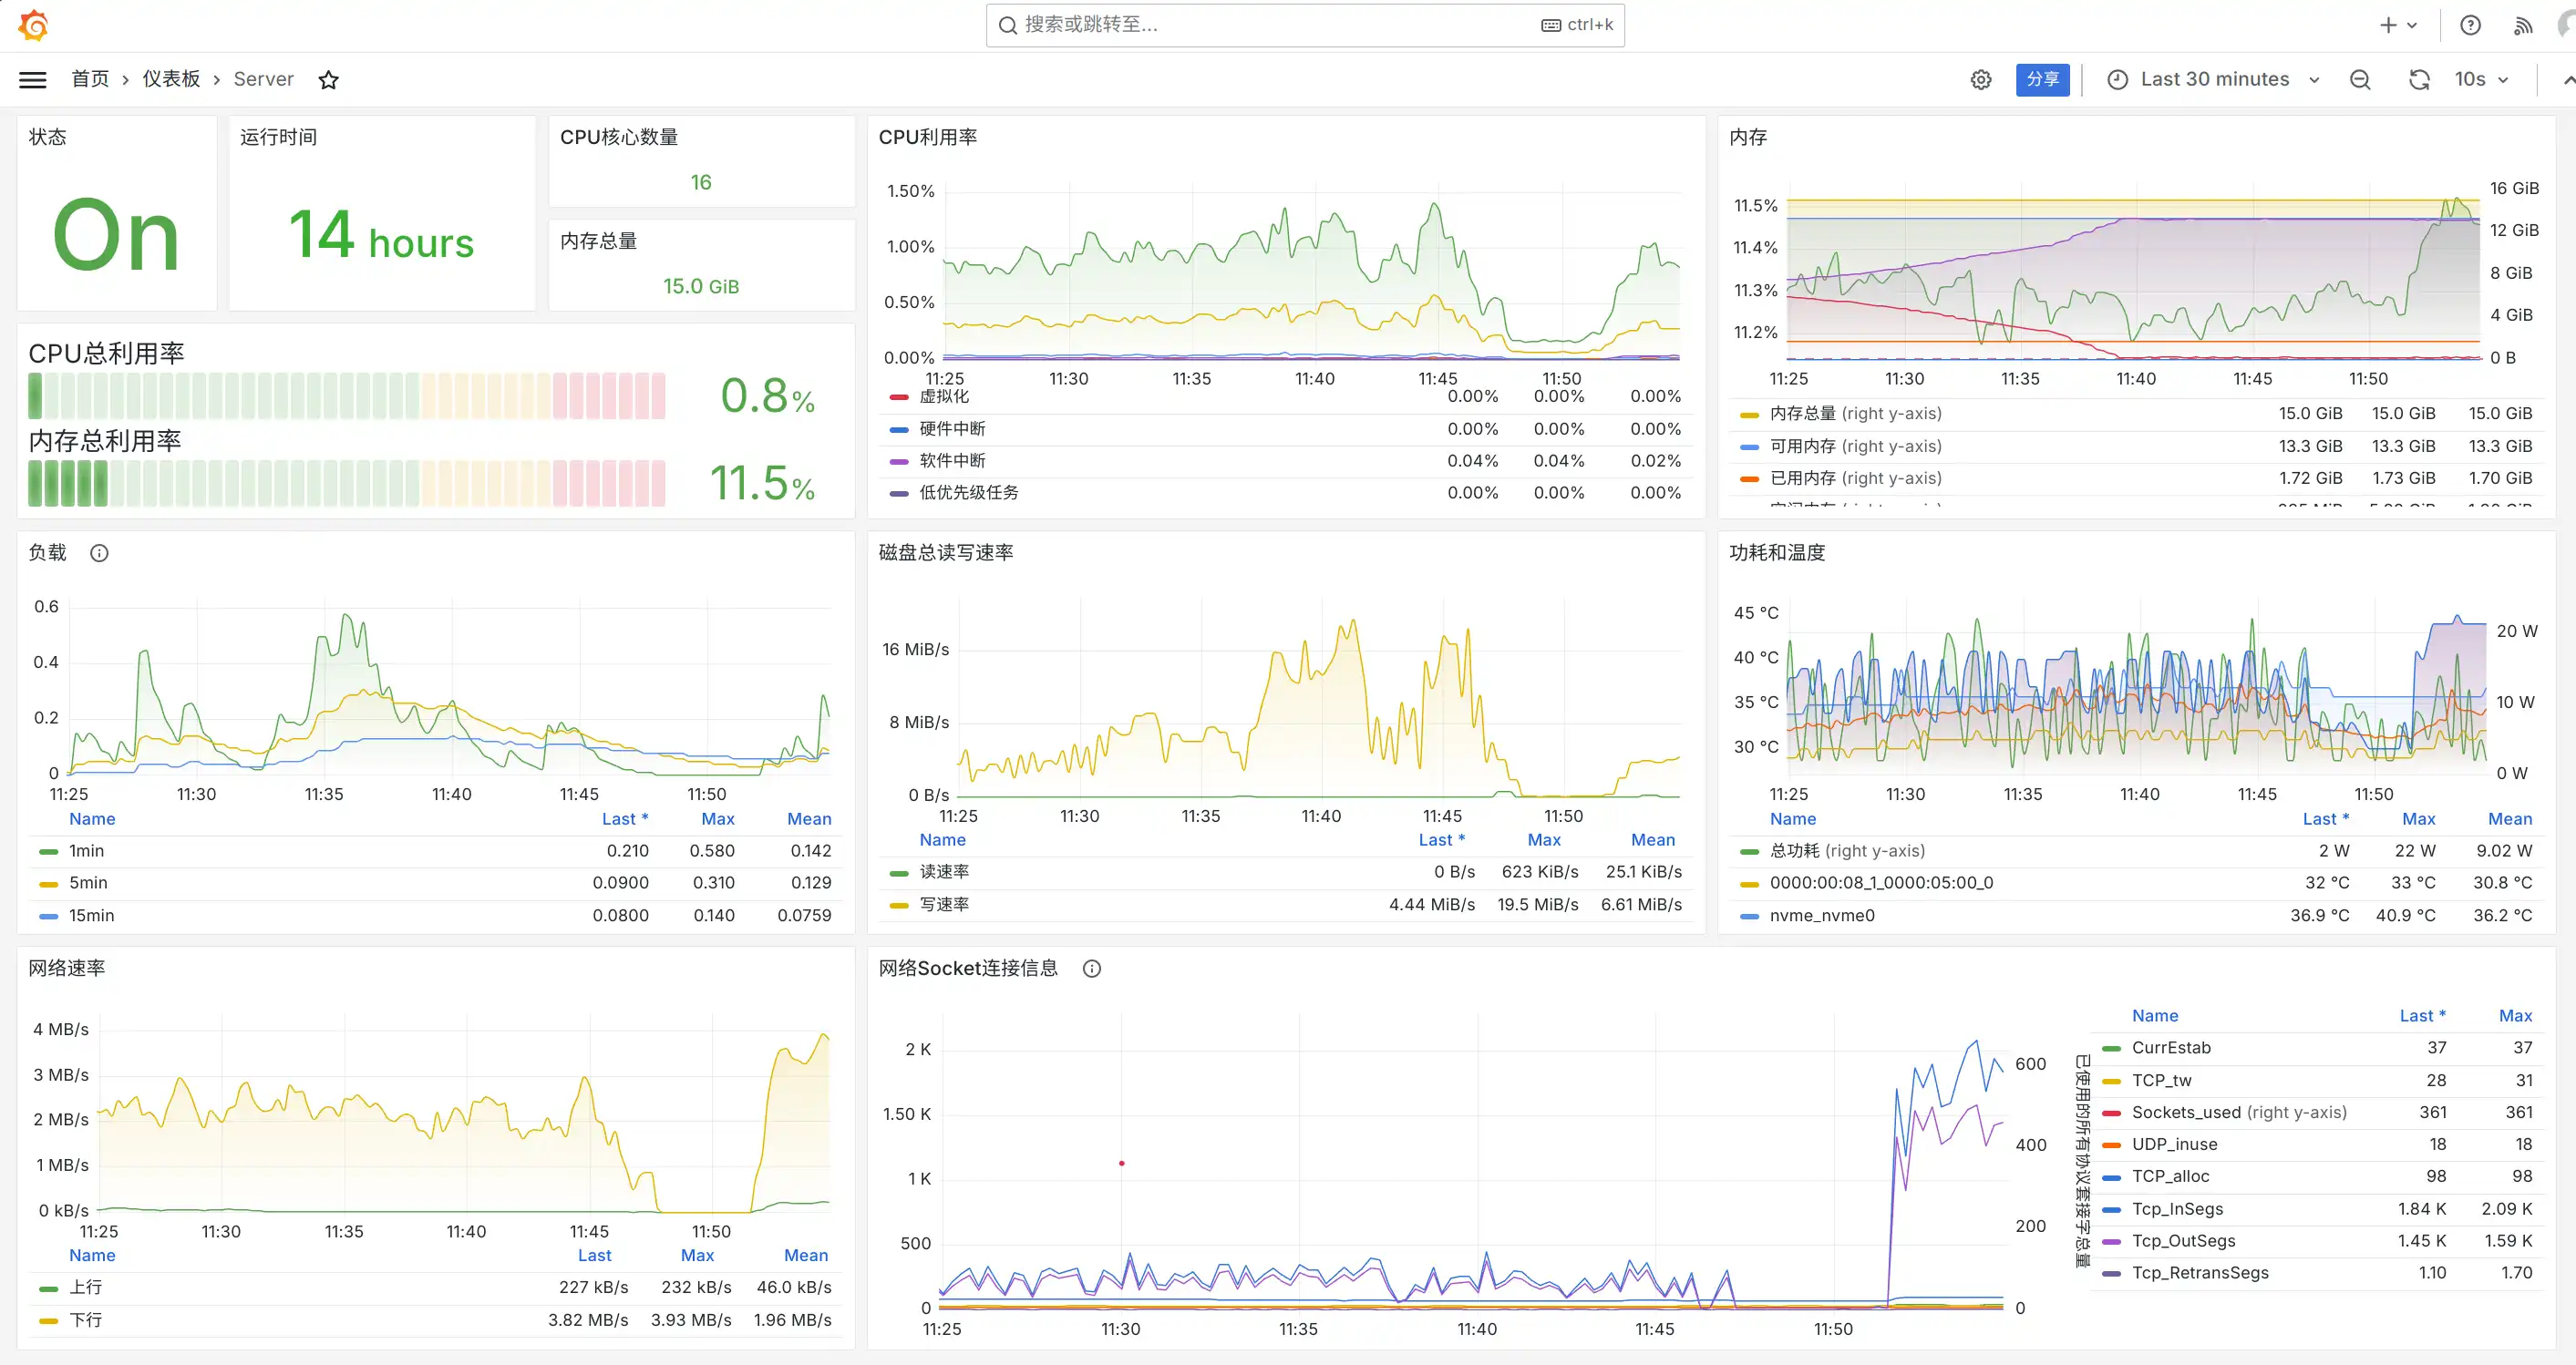 搜索或跳转至...
ctrl+k
首页 › 仪表板 › Server
分享
Last 30 minutes
10s
状态
On
运行时间
14 hours
CPU核心数量
16
内存总量
15.0 GiB
CPU总利用率
0.8%
内存总利用率
11.5%
CPU利用率
1.50%
1.00%
0.50%
0.00%
11:25 11:30 11:35 11:40 11:45 11:50
虚拟化 0.00% 0.00% 0.00%
硬件中断 0.00% 0.00% 0.00%
软件中断 0.04% 0.04% 0.02%
低优先级任务 0.00% 0.00% 0.00%
内存
11.5%
11.4%
11.3%
11.2%
16 GiB
12 GiB
8 GiB
4 GiB
0 B
11:25 11:30 11:35 11:40 11:45 11:50
内存总量 (right y-axis) 15.0 GiB 15.0 GiB 15.0 GiB
可用内存 (right y-axis) 13.3 GiB 13.3 GiB 13.3 GiB
已用内存 (right y-axis) 1.72 GiB 1.73 GiB 1.70 GiB
负载
0.6
0.4
0.2
0
11:25 11:30 11:35 11:40 11:45 11:50
Name Last * Max Mean
1min 0.210 0.580 0.142
5min 0.0900 0.310 0.129
15min 0.0800 0.140 0.0759
磁盘总读写速率
16 MiB/s
8 MiB/s
0 B/s
11:25 11:30 11:35 11:40 11:45 11:50
Name Last * Max Mean
读速率 0 B/s 623 KiB/s 25.1 KiB/s
写速率 4.44 MiB/s 19.5 MiB/s 6.61 MiB/s
功耗和温度
45 °C
40 °C
35 °C
30 °C
20 W
10 W
0 W
11:25 11:30 11:35 11:40 11:45 11:50
Name Last * Max Mean
总功耗 (right y-axis) 2 W 22 W 9.02 W
0000:00:08_1_0000:05:00_0 32 °C 33 °C 30.8 °C
nvme_nvme0 36.9 °C 40.9 °C 36.2 °C
网络速率
4 MB/s
3 MB/s
2 MB/s
1 MB/s
0 kB/s
11:25 11:30 11:35 11:40 11:45 11:50
Name Last Max Mean
上行 227 kB/s 232 kB/s 46.0 kB/s
下行 3.82 MB/s 3.93 MB/s 1.96 MB/s
网络Socket连接信息
2 K
1.50 K
1 K
500
0
600
400
200
0
已使用的所有协议套接字总量
11:25 11:30 11:35 11:40 11:45 11:50
Name Last * Max
CurrEstab 37 37
TCP_tw 28 31
Sockets_used (right y-axis) 361 361
UDP_inuse 18 18
TCP_alloc 98 98
Tcp_InSegs 1.84 K 2.09 K
Tcp_OutSegs 1.45 K 1.59 K
Tcp_RetransSegs 1.10 1.70